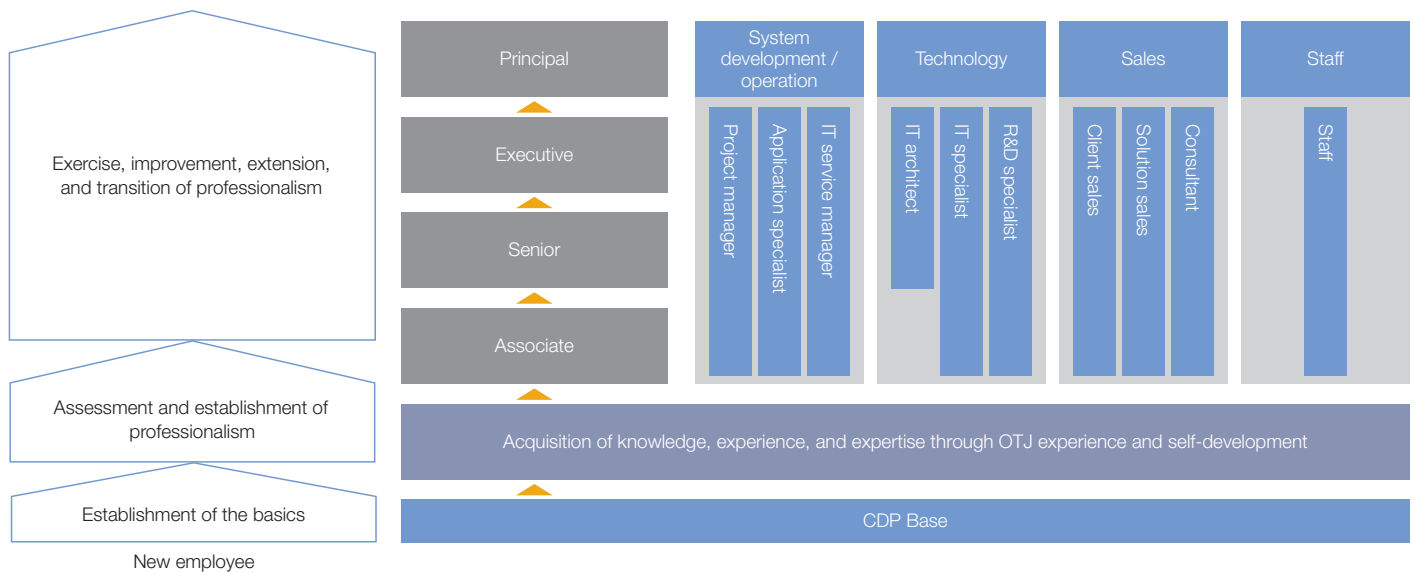 Exercise, improvement, extension,
and transition of professionalism
Assessment and establishment of
professionalism
Establishment of the basics
New employee
Principal
Executive
Senior
Associate
System
development /
operation
Project manager
Application specialist
IT service manager
Technology
IT architect
IT specialist
R&D specialist
Sales
Client sales
Solution sales
Consultant
Staff
Staff
Acquisition of knowledge, experience, and expertise through OTJ experience and self-development
CDP Base